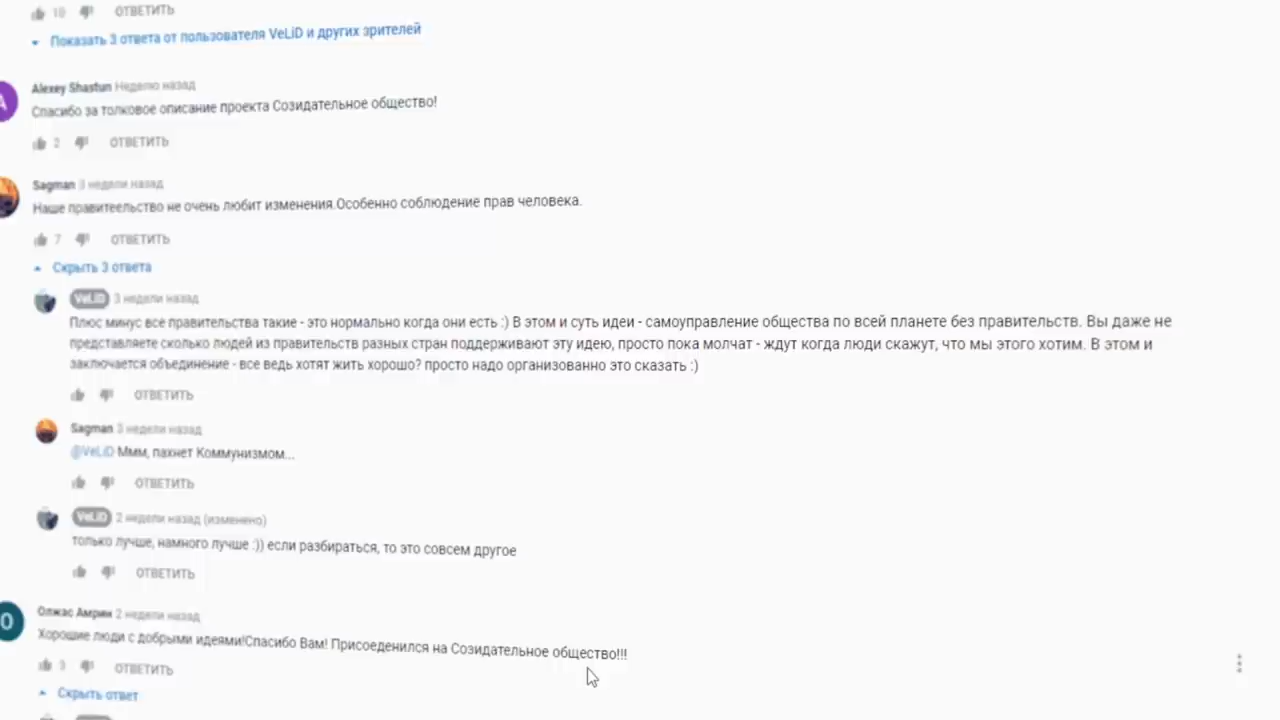 10 ОТВЕТИТЬ
Показать 3 ответа от пользователя VeLiD и других зрителей
A
Alexey Shastun Неделю назад
Спасибо за толковое описание проекта Созидательное общество!
2 ОТВЕТИТЬ
Sagman 3 недели назад
Наше правитеельство не очень любит изменения.Особенно соблюдение прав человека.
7 ОТВЕТИТЬ
Скрыть 3 ответа
VeLiD 3 недели назад
Плюс минус все правительства такие - это нормально когда они есть :) В этом и суть идеи - самоуправление общества по всей планете без правительств. Вы даже не
представляете сколько людей из правительств разных стран поддерживают эту идею, просто пока молчат - ждут когда люди скажут, что мы этого хотим. В этом и
заключается объединение - все ведь хотят жить хорошо? просто надо организованно это сказать :)
ОТВЕТИТЬ
Sagman 3 недели назад
@VeLiD Ммм, пахнет Коммунизмом...
ОТВЕТИТЬ
VeLiD 2 недели назад (изменено)
только лучше, намного лучше :)) если разбираться, то это совсем другое
ОТВЕТИТЬ
О
Олжас Амрин 2 недели назад
Хорошие люди с добрыми идеями!Спасибо Вам! Присоеденился на Созидательное общество!!!
3 ОТВЕТИТЬ
Скрыть ответ